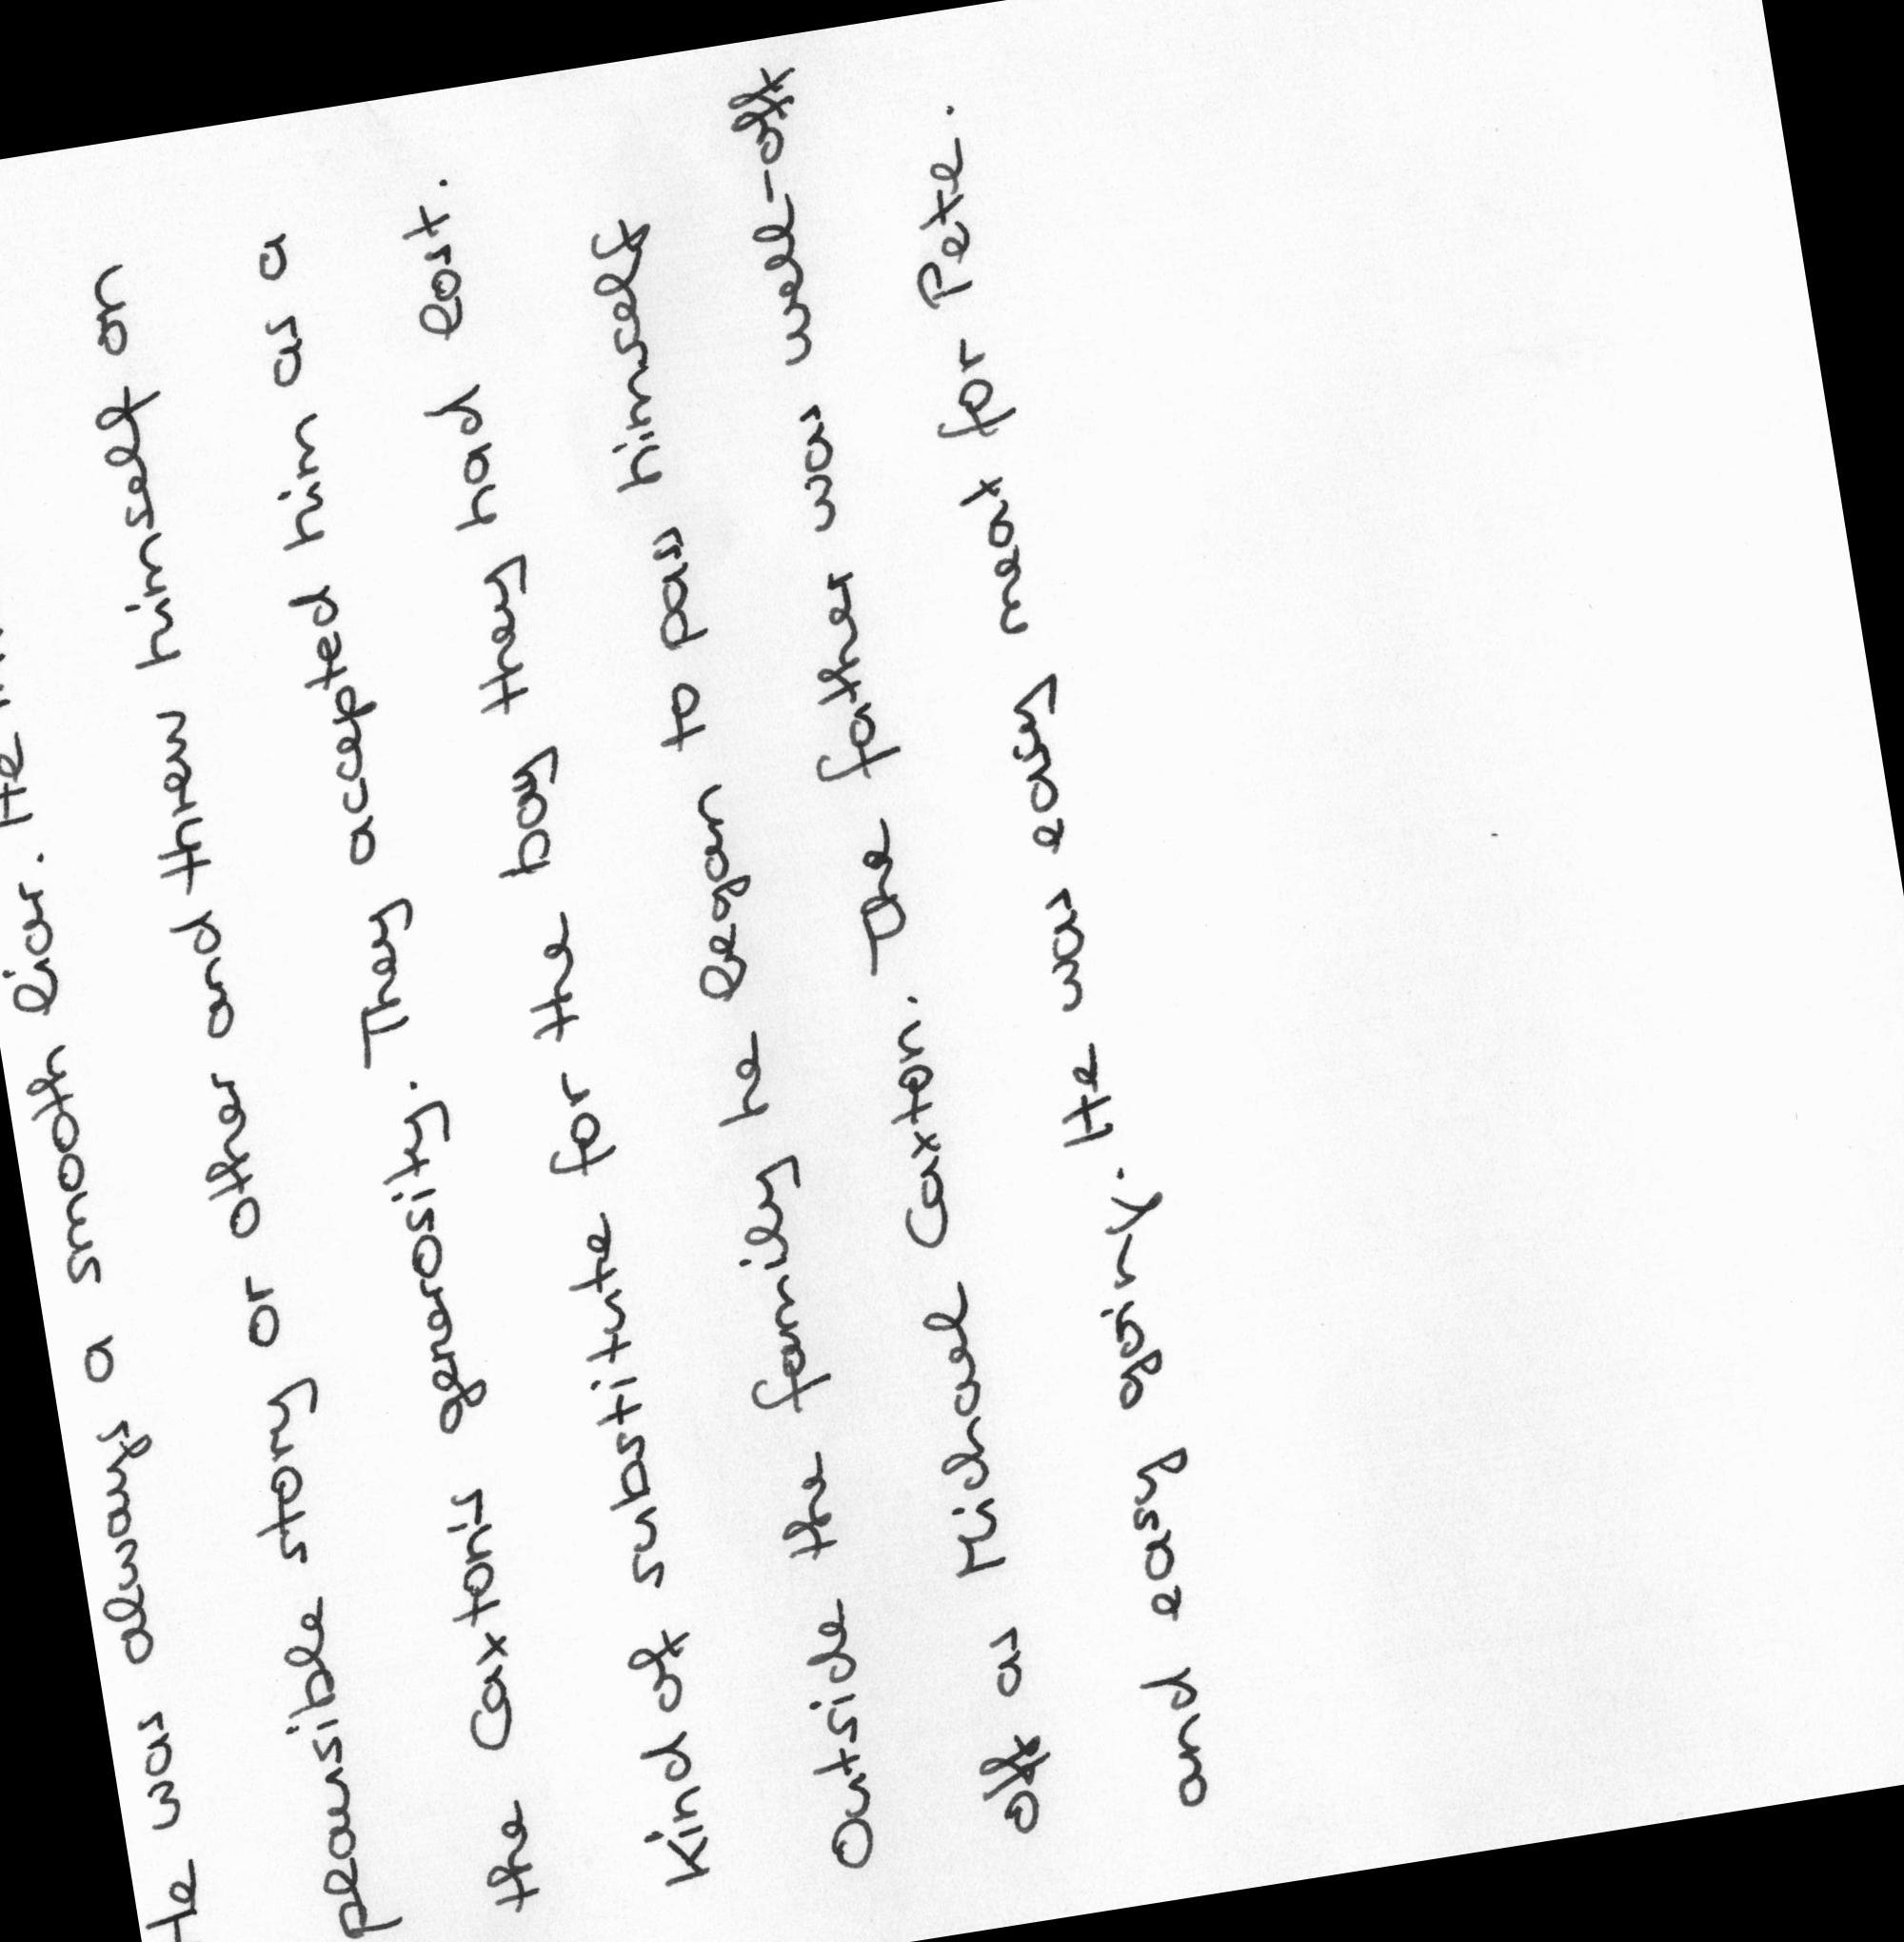 He was always a smooth liar. He
plausible story or other and threw himself on
the Caxton's generosity. They accepted him as a
kind of substitute for the boy they had lost.
Outside the family he began to pass himself
off as Michael Caxton. The father was well-off
and easy going. He was easy meat for Pete.